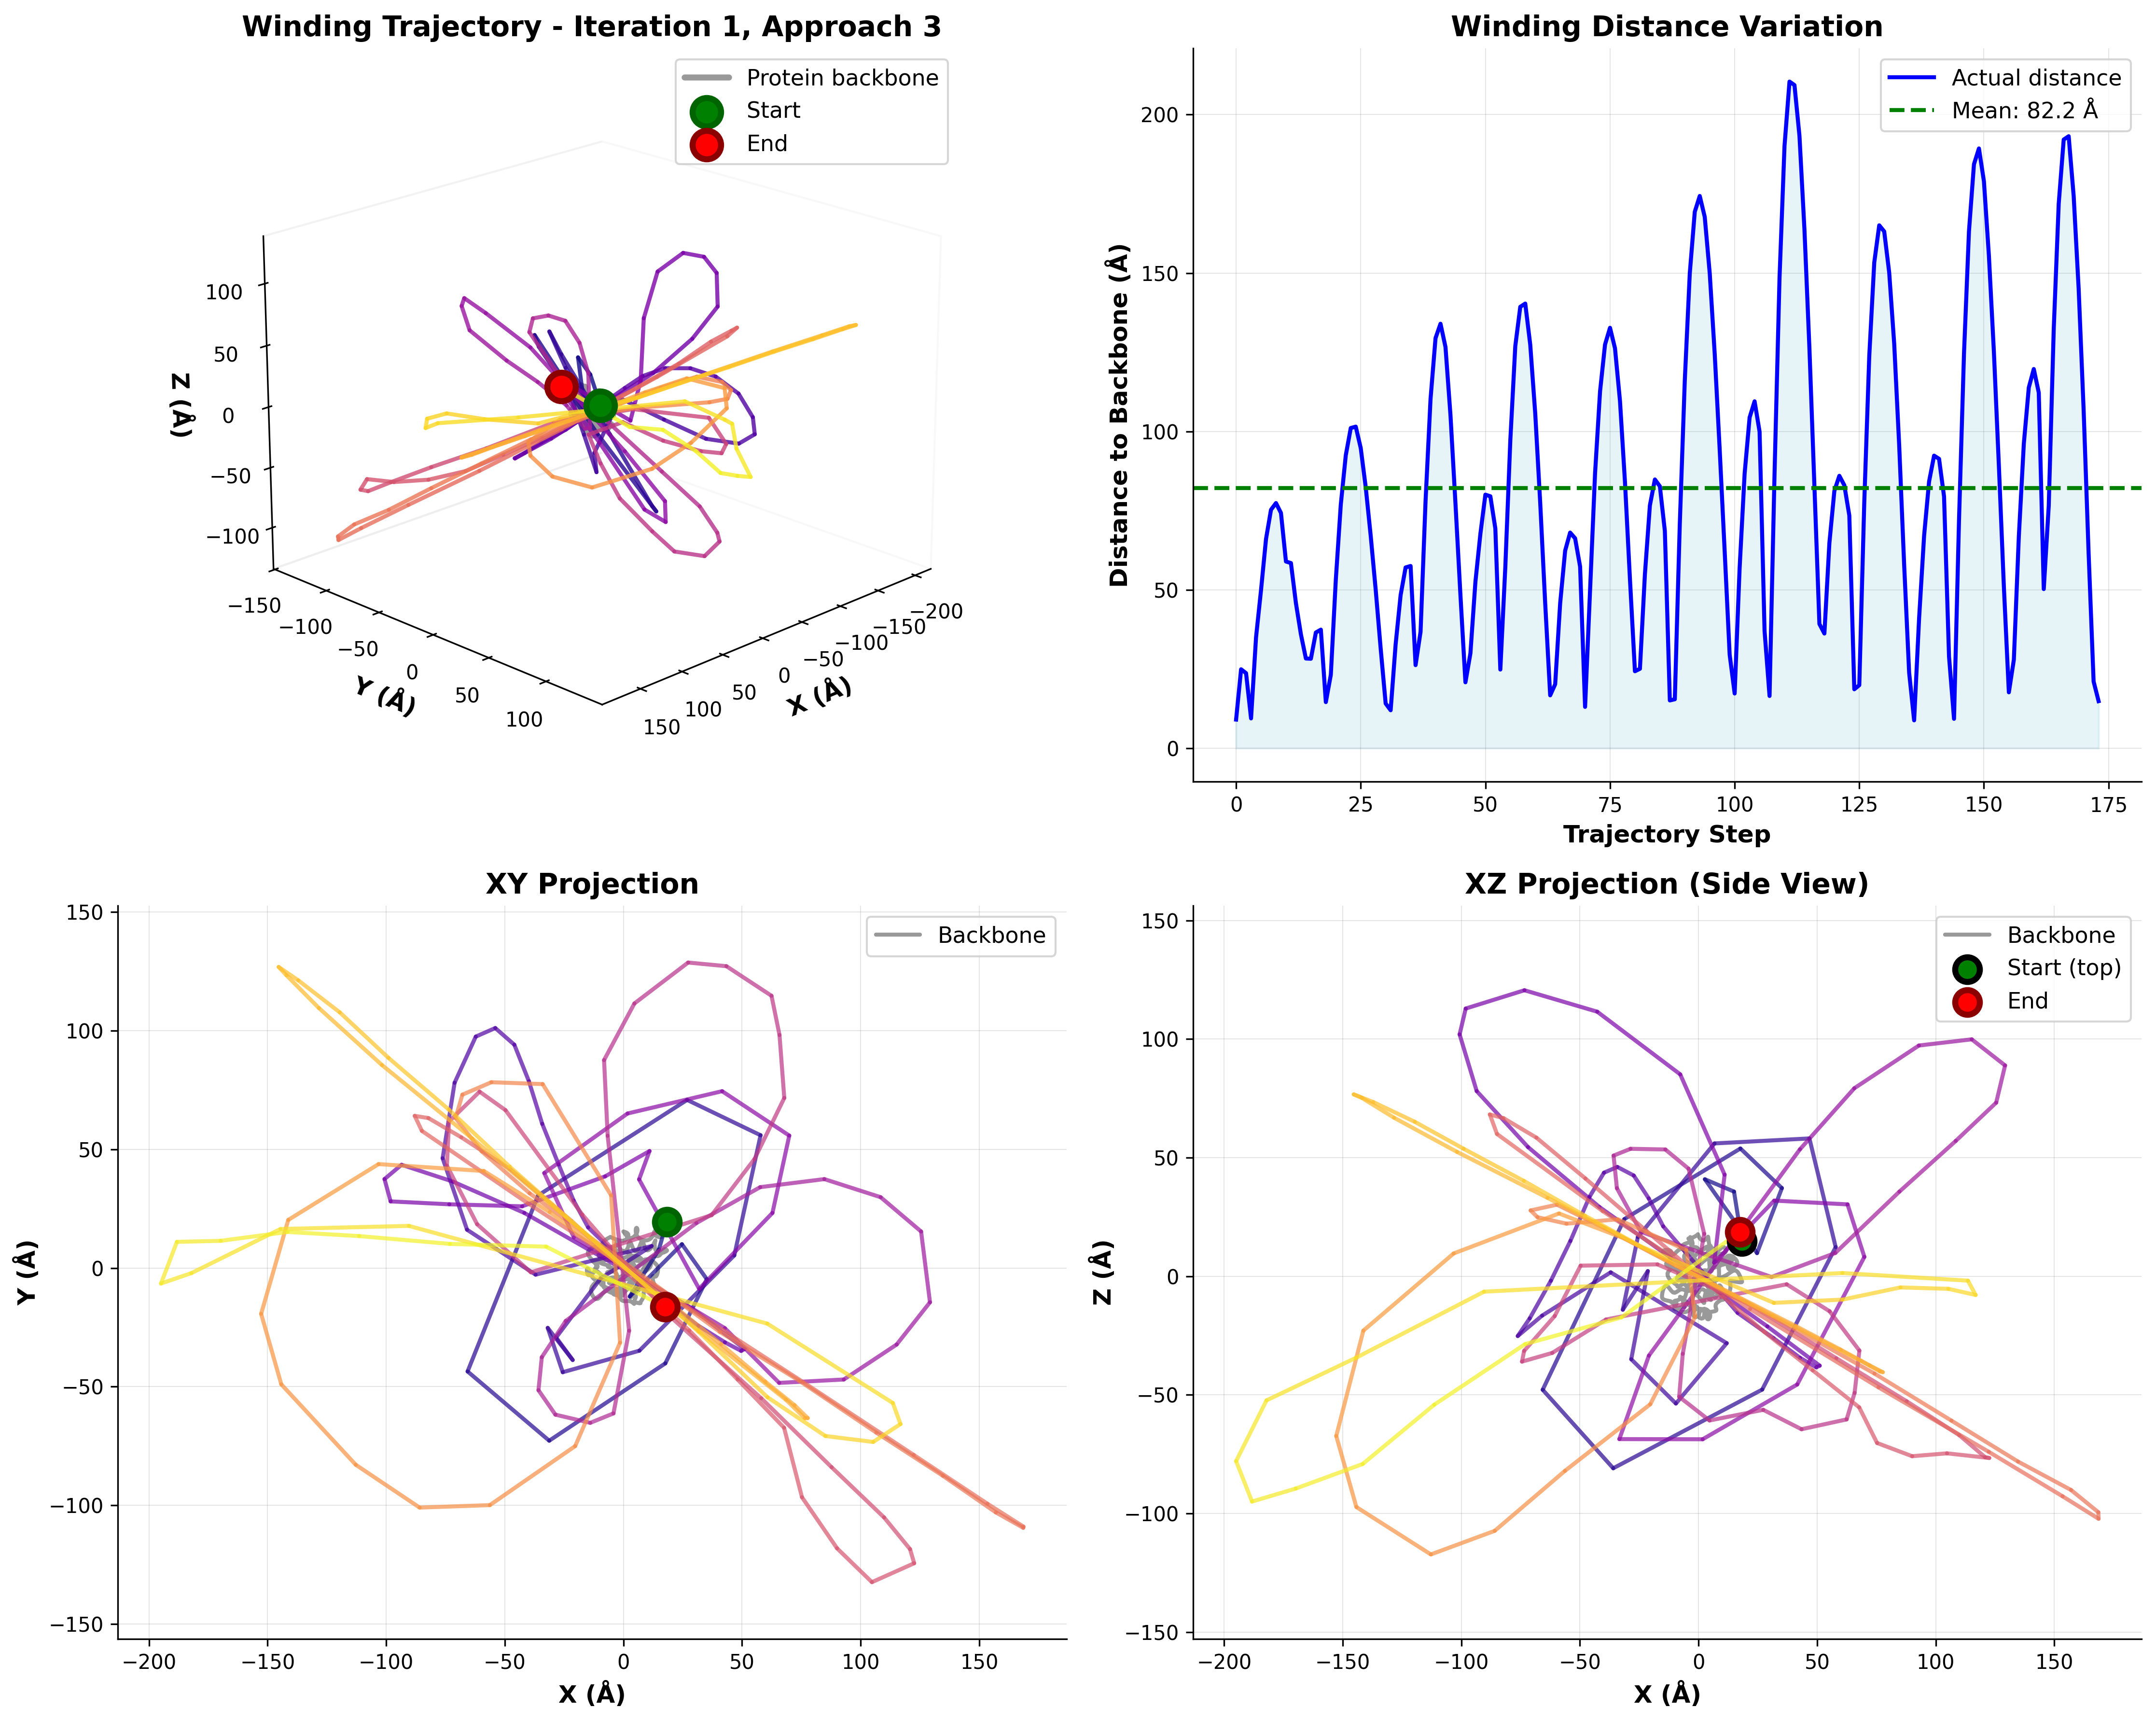 Winding Trajectory - Iteration 1, Approach 3
Protein backbone
Start
End
100
50
0
−50
−100
Z (Å)
−150
−100
−50
0
50
100
Y (Å)
150
100
50
0
−50
−100
−150
−200
X (Å)
Winding Distance Variation
Actual distance
Mean: 82.2 Å
200
150
100
50
0
Distance to Backbone (Å)
0 25 50 75 100 125 150 175
Trajectory Step
XY Projection
Backbone
150
100
50
0
−50
−100
−150
Y (Å)
−200 −150 −100 −50 0 50 100 150
X (Å)
XZ Projection (Side View)
Backbone
Start (top)
End
150
100
50
0
−50
−100
−150
Z (Å)
−200 −150 −100 −50 0 50 100 150
X (Å)